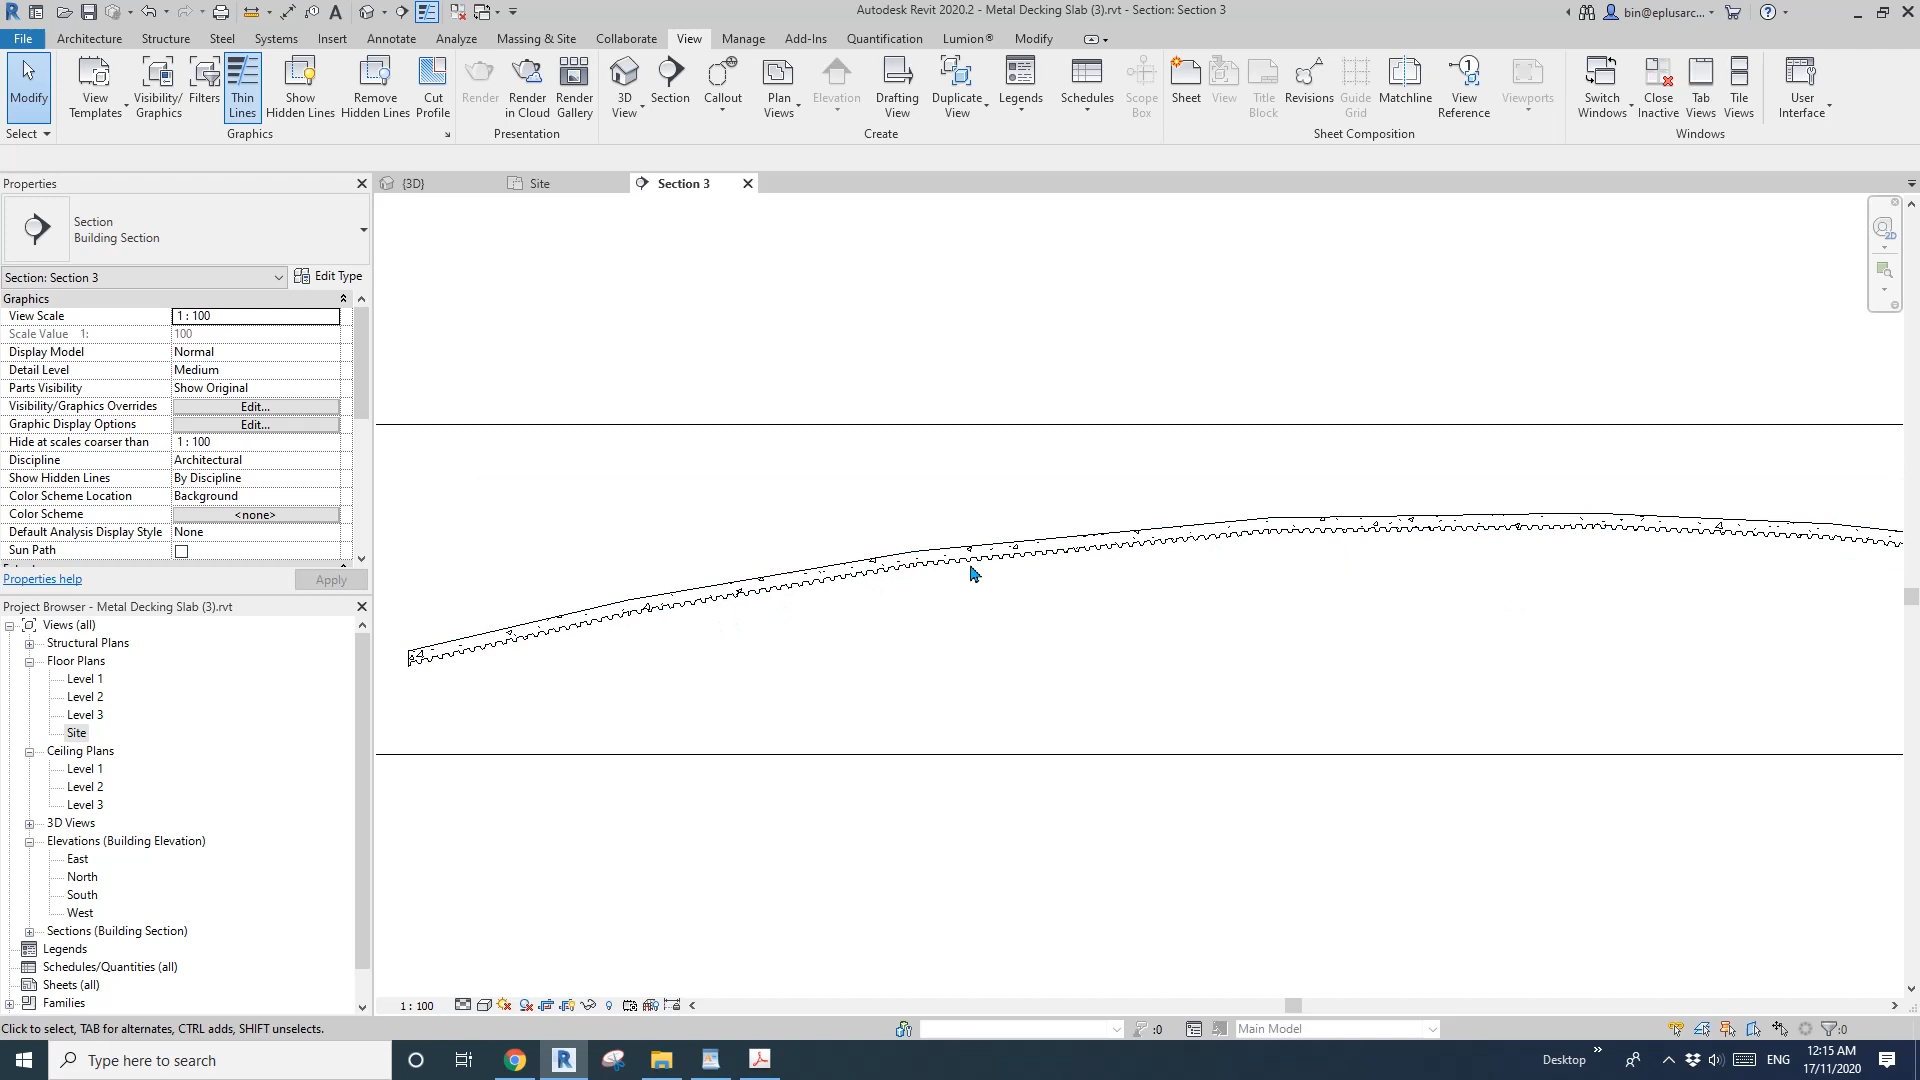 Autodesk Revit 2020.2 - Metal Decking Slab (3).rvt - Section: Section 3
bin@eplusarc...
File Architecture Structure Steel Systems Insert Annotate Analyze Massing & Site Collaborate View Manage Add-Ins Quantification Lumion® Modify
Modify
View Templates
Visibility/ Graphics
Filters
Thin Lines
Show Hidden Lines
Remove Hidden Lines
Cut Profile
Render
Render in Cloud
Render Gallery
3D View
Section
Callout
Plan Views
Elevation
Drafting View
Duplicate View
Legends
Schedules
Scope Box
Sheet
View
Title Block
Revisions
Guide Grid
Matchline
View Reference
Viewports
Switch Windows
Close Inactive
Tab Views
Tile Views
User Interface
Select Graphics Presentation Create Sheet Composition Windows
Properties
{3D} Site Section 3
Section
Building Section
Section: Section 3 Edit Type
Graphics
View Scale 1 : 100
Scale Value 1: 100
Display Model Normal
Detail Level Medium
Parts Visibility Show Original
Visibility/Graphics Overrides Edit...
Graphic Display Options Edit...
Hide at scales coarser than 1 : 100
Discipline Architectural
Show Hidden Lines By Discipline
Color Scheme Location Background
Color Scheme <none>
Default Analysis Display Style None
Sun Path
Properties help Apply
Project Browser - Metal Decking Slab (3).rvt
Views (all)
Structural Plans
Floor Plans
Level 1
Level 2
Level 3
Site
Ceiling Plans
Level 1
Level 2
Level 3
3D Views
Elevations (Building Elevation)
East
North
South
West
Sections (Building Section)
Legends
Schedules/Quantities (all)
Sheets (all)
Families
1 : 100
Click to select, TAB for alternates, CTRL adds, SHIFT unselects.
:0
Main Model
:0
Type here to search
Desktop
ENG
12:15 AM
17/11/2020